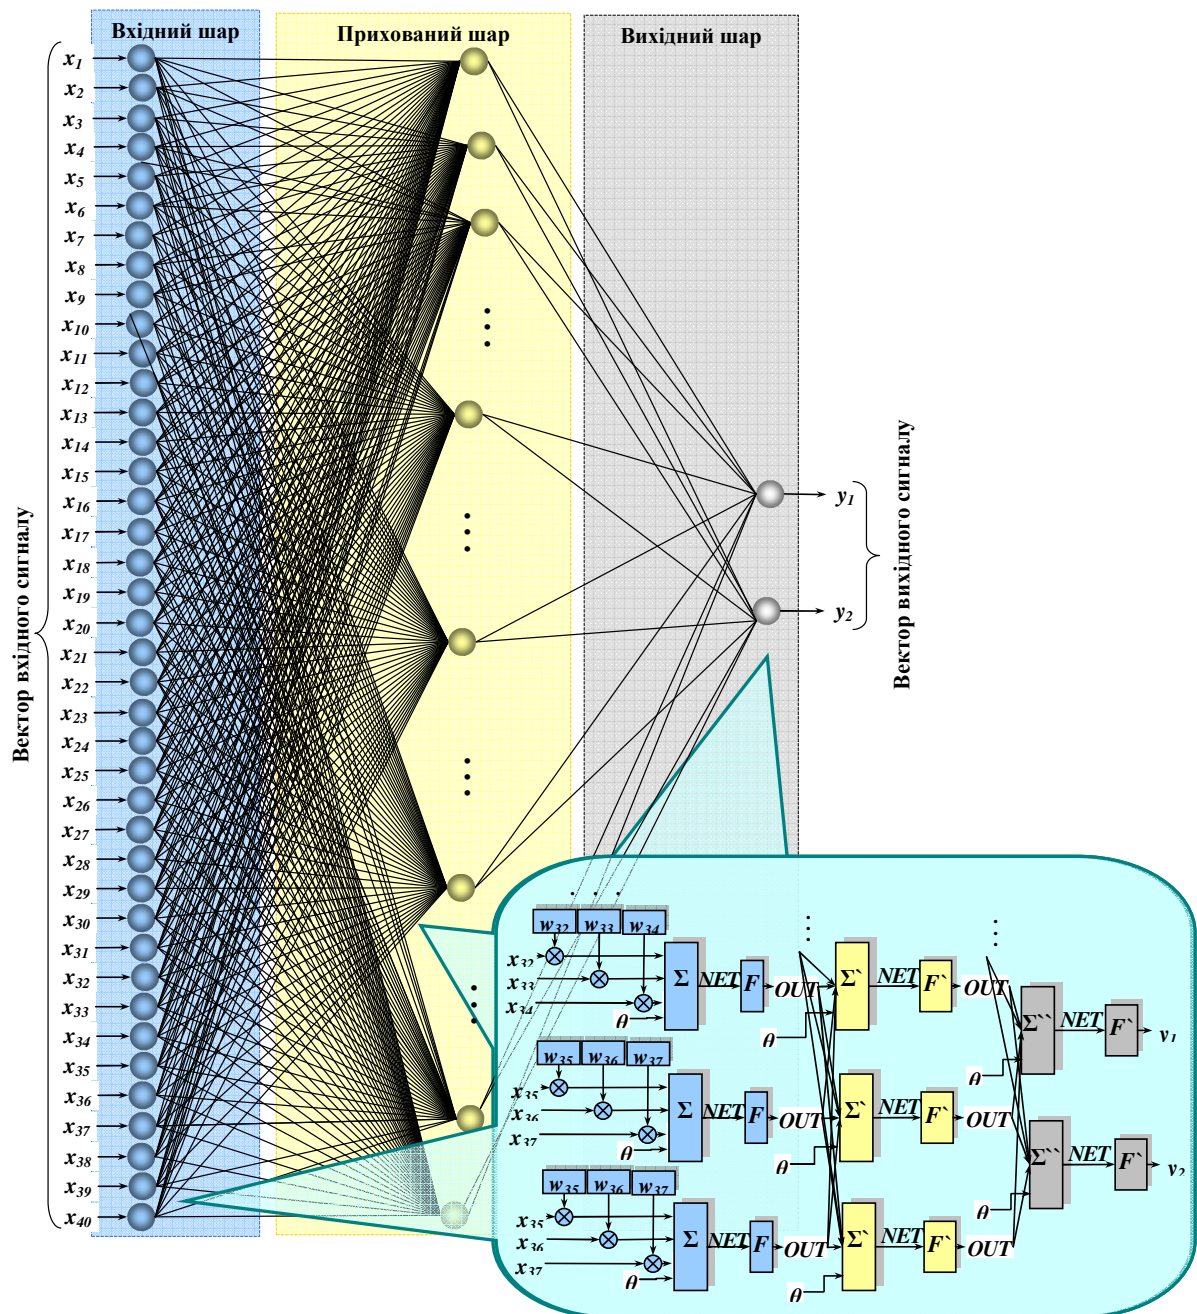 Вхідний шар
Прихований шар
Вихідний шар
Вектор вхідного сигналу
x1
x2
x3
x4
x5
x6
x7
x8
x9
x10
x11
x12
x13
x14
x15
x16
x17
x18
x19
x20
x21
x22
x23
x24
x25
x26
x27
x28
x29
x30
x31
x32
x33
x34
x35
x36
x37
x38
x39
x40
y1
y2
Вектор вихідного сигналу
w32 w33 w34
x32
x33
x34
θ
Σ NET F OUT Σ` NET F` OUT
θ
Σ`` NET F` y1
θ
w35 w36 w37
x35
x36
x37
θ
Σ NET F OUT Σ` NET F` OUT
θ
Σ`` NET F` y2
θ
w35 w36 w37
x35
x36
x37
θ
Σ NET F OUT Σ` NET F` OUT
θ